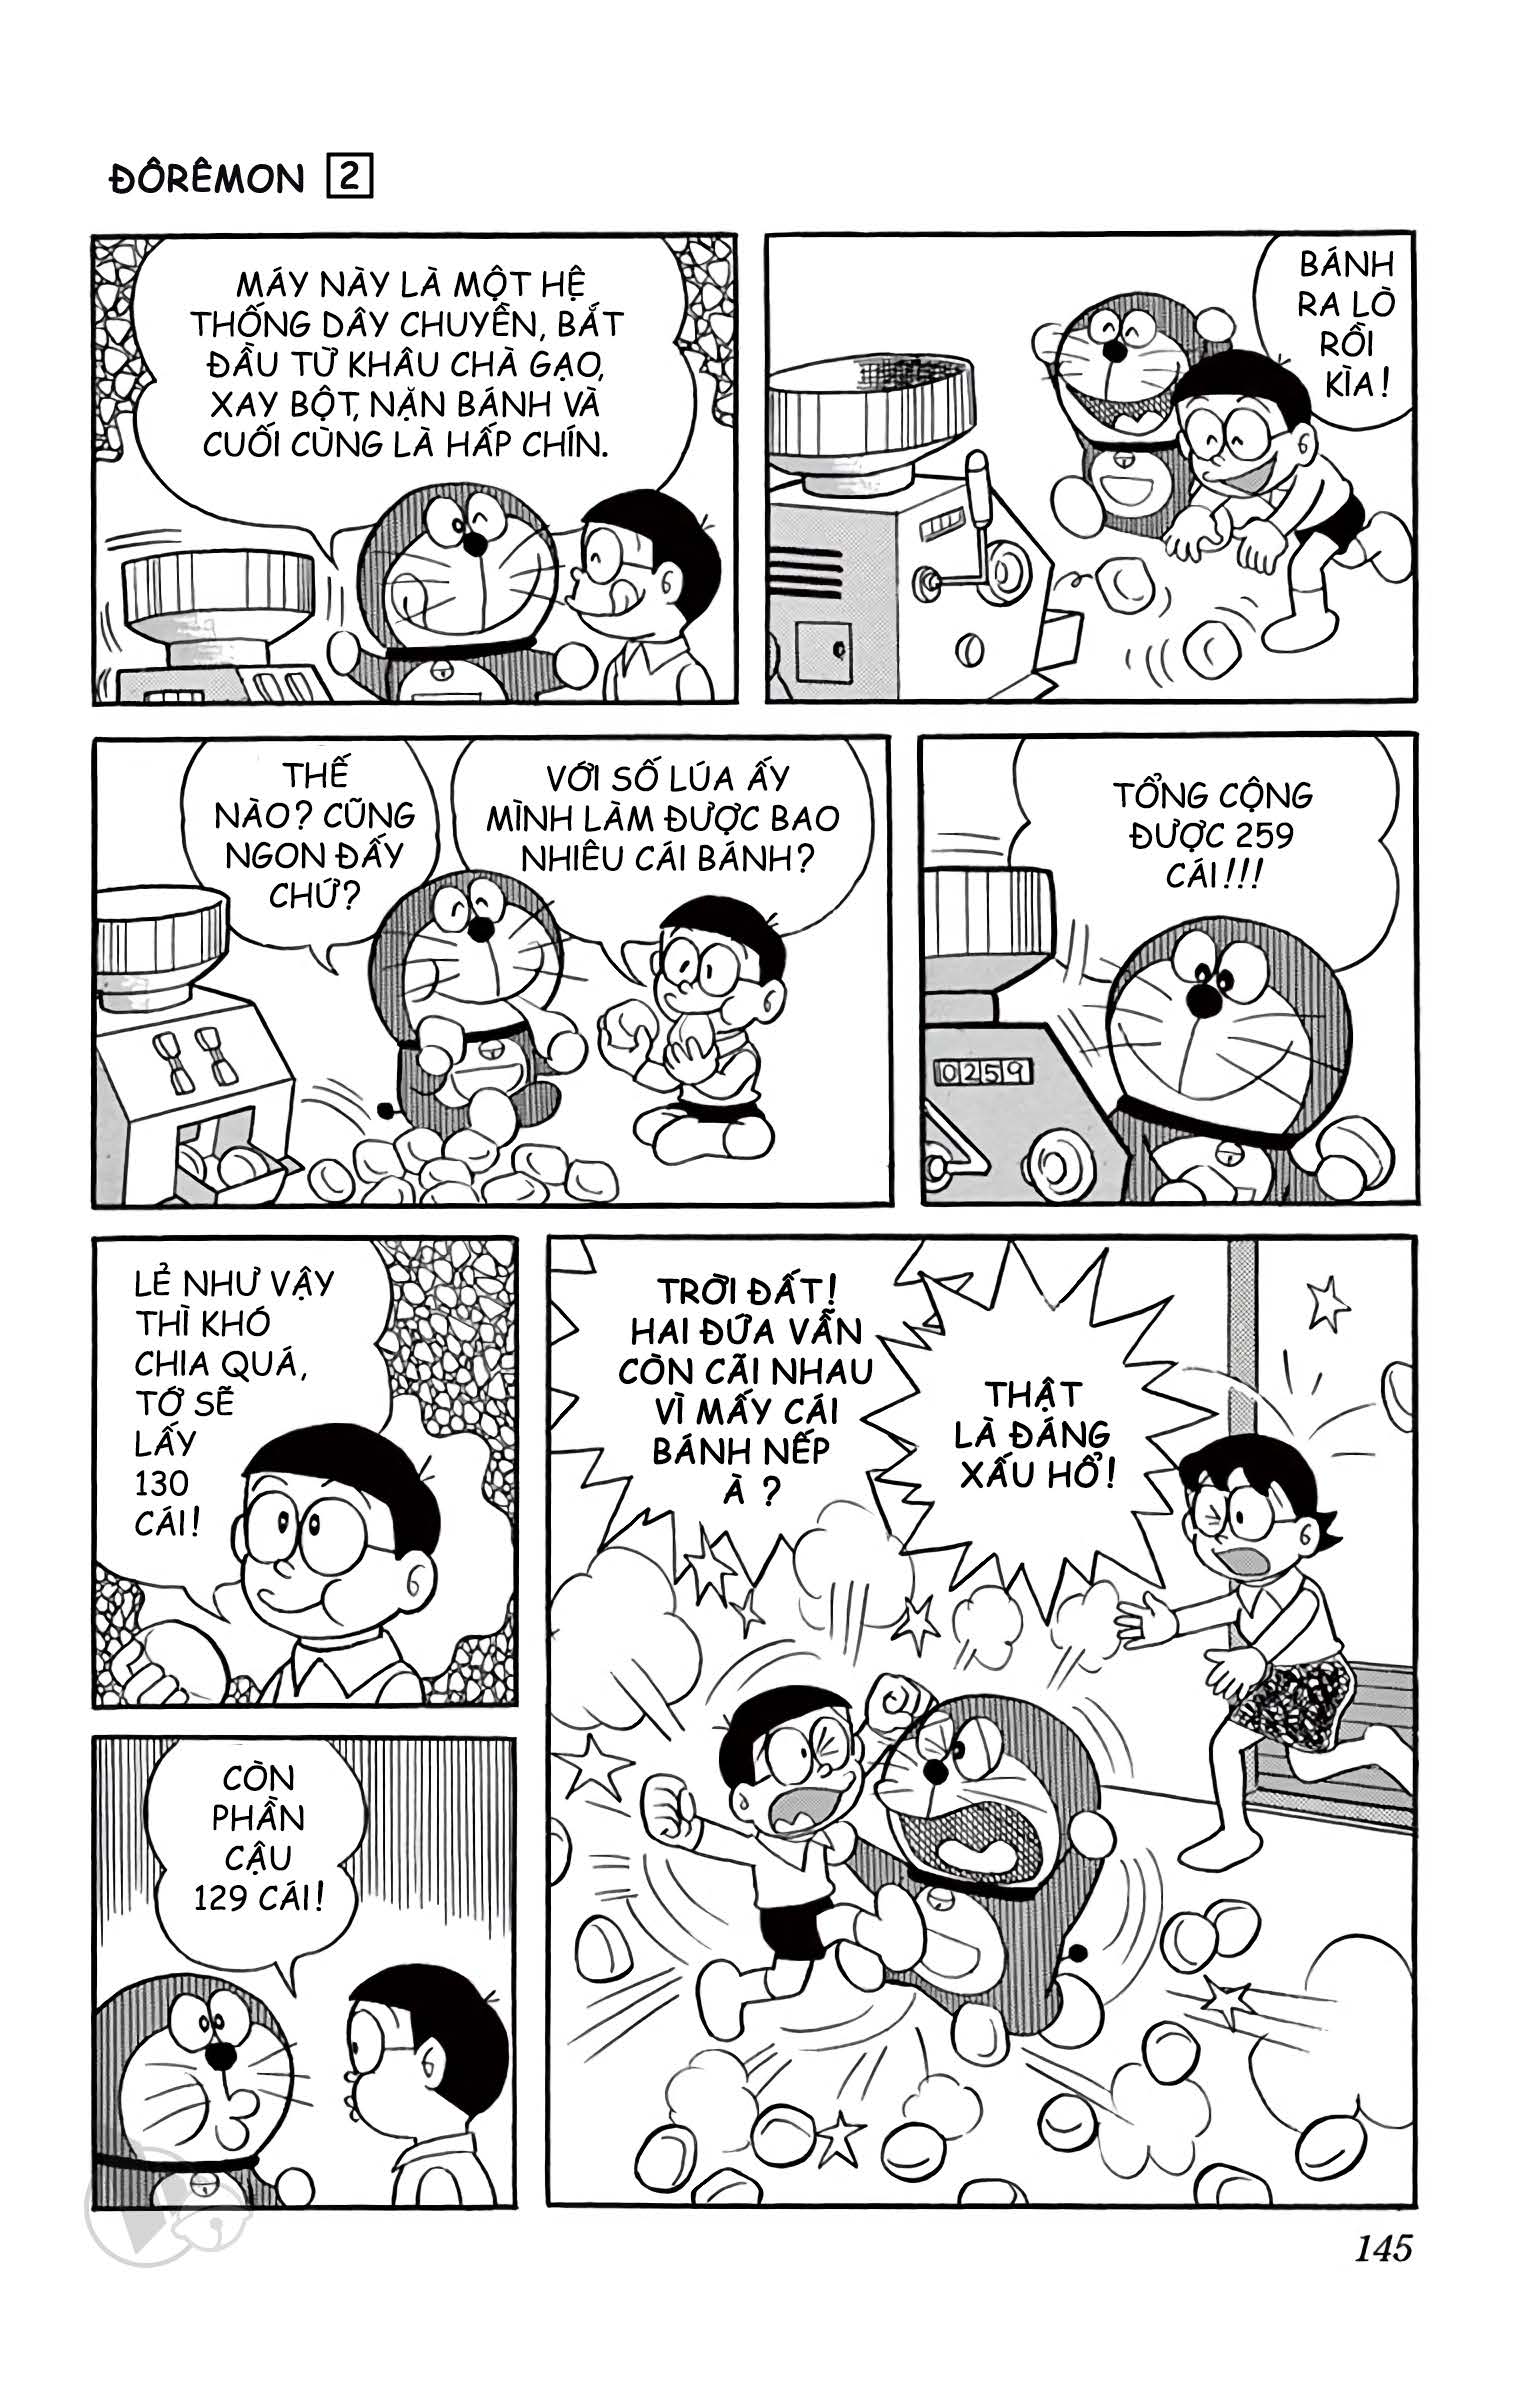 ĐÔRÊMON 2
MÁY NÀY LÀ MỘT HỆ
THỐNG DÂY CHUYỀN, BẮT
ĐẦU TỪ KHÂU CHÀ GẠO,
XAY BỘT, NẶN BÁNH VÀ
CUỐI CÙNG LÀ HẤP CHÍN.
BÁNH
RA LÒ
RỒI
KÌA!
THẾ
NÀO? CŨNG
NGON ĐẤY
CHỨ?
VỚI SỐ LÚA ẤY
MÌNH LÀM ĐƯỢC BAO
NHIÊU CÁI BÁNH?
TỔNG CỘNG
ĐƯỢC 259
CÁI!!!
0259
LẺ NHƯ VẬY
THÌ KHÓ
CHIA QUÁ,
TỚ SẼ
LẤY
130
CÁI!
CÒN
PHẦN
CẬU
129 CÁI!
TRỜI ĐẤT!
HAI ĐỨA VẪN
CÒN CÃI NHAU
VÌ MẤY CÁI
BÁNH NẾP
À ?
THẬT
LÀ ĐÁNG
XẤU HỔ!
145